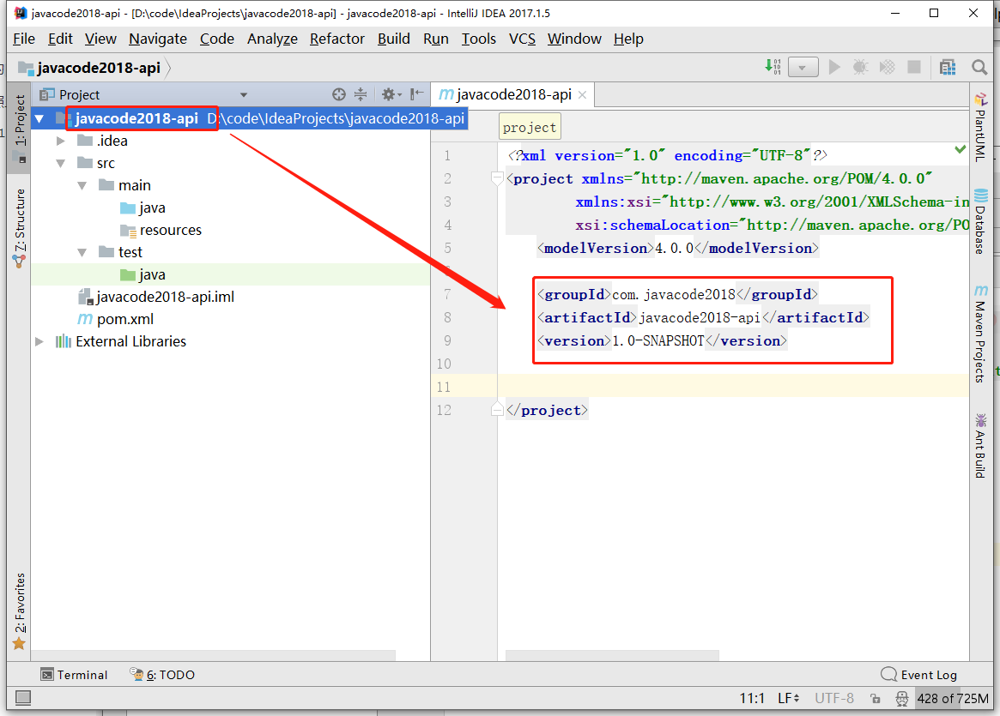 javacode2018-api - [D:\code\IdeaProjects\javacode2018-api] - javacode2018-api - IntelliJ IDEA 2017.1.5
File Edit View Navigate Code Analyze Refactor Build Run Tools VCS Window Help
javacode2018-api
Project
javacode2018-api D:\code\IdeaProjects\javacode2018-api
.idea
src
main
java
resources
test
java
javacode2018-api.iml
pom.xml
External Libraries
1: Project
7: Structure
2: Favorites
javacode2018-api
project
1 <?xml version="1.0" encoding="UTF-8"?>
2 <project xmlns="http://maven.apache.org/POM/4.0.0"
3 xmlns:xsi="http://www.w3.org/2001/XMLSchema-in
4 xsi:schemaLocation="http://maven.apache.org/PO
5 <modelVersion>4.0.0</modelVersion>
7 <groupId>com.javacode2018</groupId>
8 <artifactId>javacode2018-api</artifactId>
9 <version>1.0-SNAPSHOT</version>
10
11
12 </project>
PlantUML
Database
Maven Projects
Ant Build
Terminal 6: TODO Event Log
11:1 LF UTF-8 428 of 725M